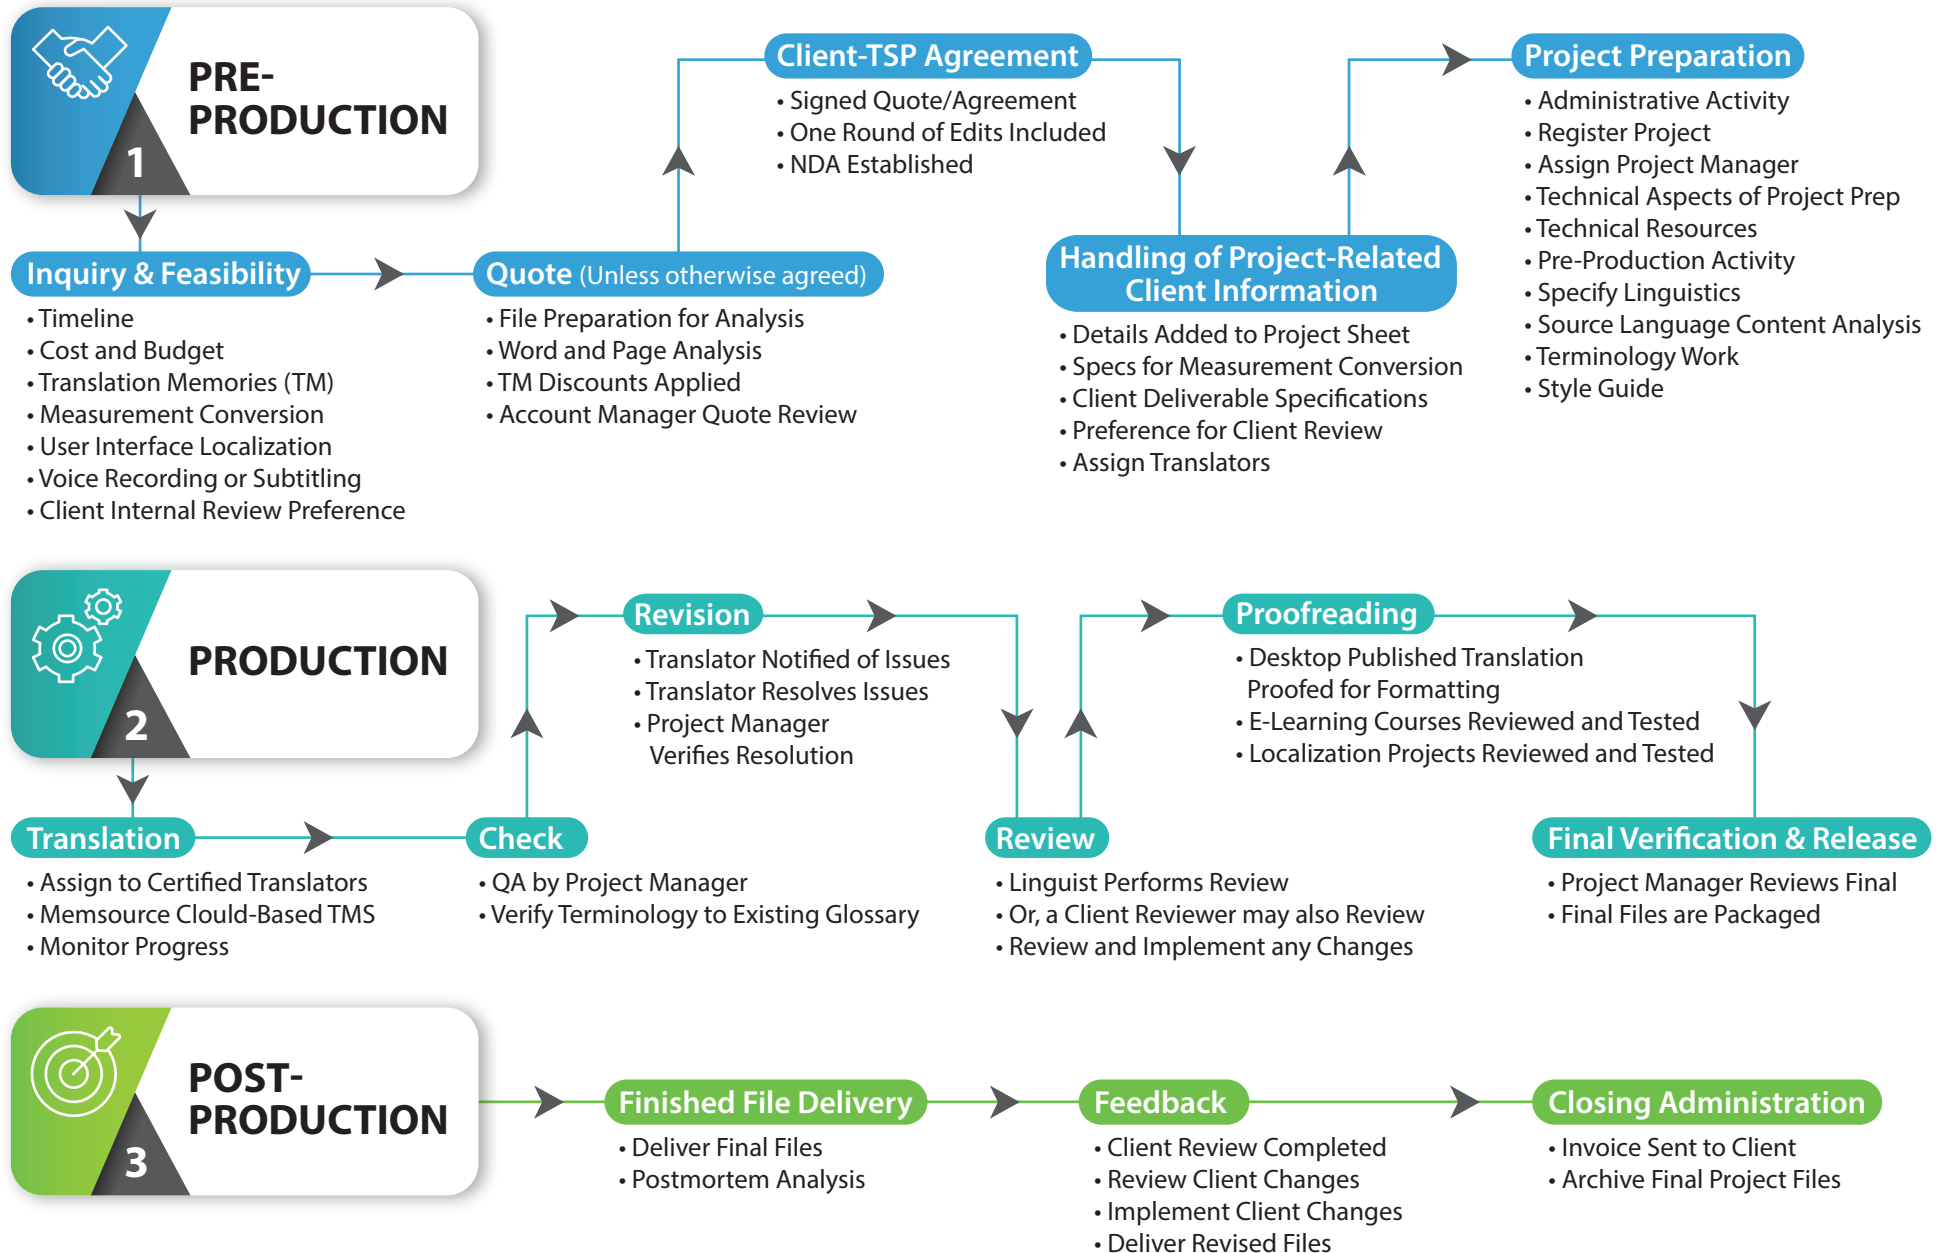 PRE-
PRODUCTION
1
Inquiry & Feasibility
• Timeline
• Cost and Budget
• Translation Memories (TM)
• Measurement Conversion
• User Interface Localization
• Voice Recording or Subtitling
• Client Internal Review Preference
Quote (Unless otherwise agreed)
• File Preparation for Analysis
• Word and Page Analysis
• TM Discounts Applied
• Account Manager Quote Review
Client-TSP Agreement
• Signed Quote/Agreement
• One Round of Edits Included
• NDA Established
Handling of Project-Related
Client Information
• Details Added to Project Sheet
• Specs for Measurement Conversion
• Client Deliverable Specifications
• Preference for Client Review
• Assign Translators
Project Preparation
• Administrative Activity
• Register Project
• Assign Project Manager
• Technical Aspects of Project Prep
• Technical Resources
• Pre-Production Activity
• Specify Linguistics
• Source Language Content Analysis
• Terminology Work
• Style Guide
PRODUCTION
2
Translation
• Assign to Certified Translators
• Memsource Clould-Based TMS
• Monitor Progress
Check
• QA by Project Manager
• Verify Terminology to Existing Glossary
Revision
• Translator Notified of Issues
• Translator Resolves Issues
• Project Manager
Verifies Resolution
Review
• Linguist Performs Review
• Or, a Client Reviewer may also Review
• Review and Implement any Changes
Proofreading
• Desktop Published Translation
Proofed for Formatting
• E-Learning Courses Reviewed and Tested
• Localization Projects Reviewed and Tested
Final Verification & Release
• Project Manager Reviews Final
• Final Files are Packaged
POST-
PRODUCTION
3
Finished File Delivery
• Deliver Final Files
• Postmortem Analysis
Feedback
• Client Review Completed
• Review Client Changes
• Implement Client Changes
• Deliver Revised Files
Closing Administration
• Invoice Sent to Client
• Archive Final Project Files